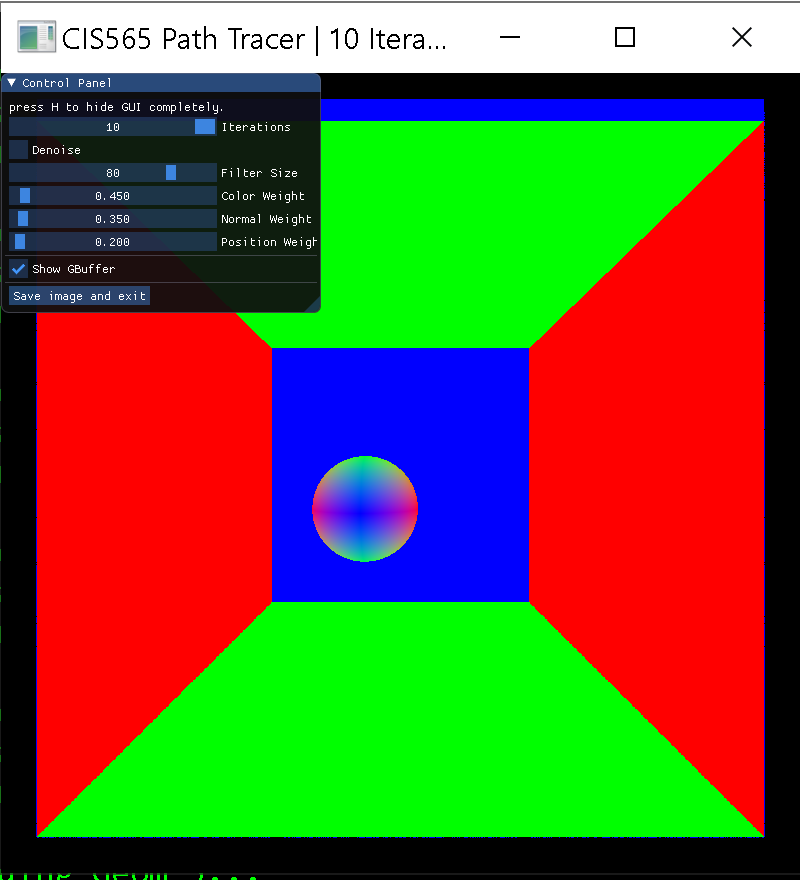 CIS565 Path Tracer | 10 Itera...
Control Panel
press H to hide GUI completely.
10 Iterations
Denoise
80 Filter Size
0.450 Color Weight
0.350 Normal Weight
0.200 Position Weigh
Show GBuffer
Save image and exit